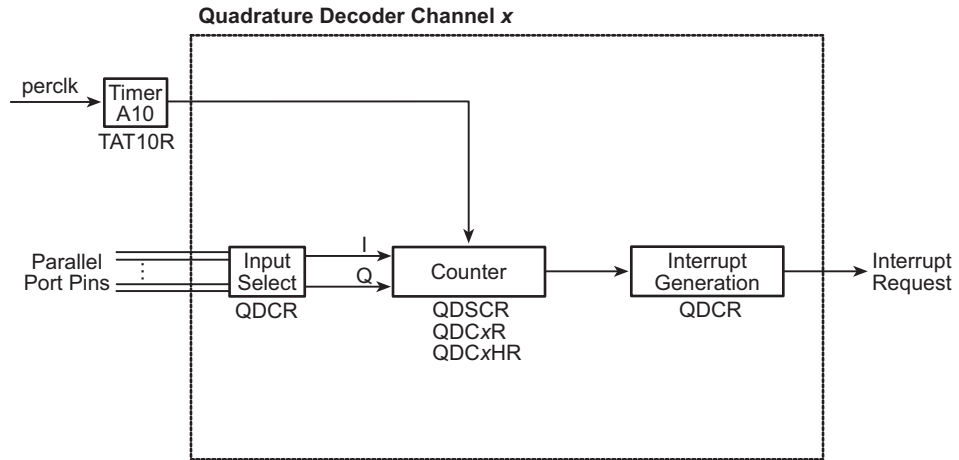 Quadrature Decoder Channel x
perclk
Timer
A10
TAT10R
Parallel
Port Pins
Input
Select
QDCR
I
Q
Counter
QDSCR
QDCxR
QDCxHR
Interrupt
Generation
QDCR
Interrupt
Request